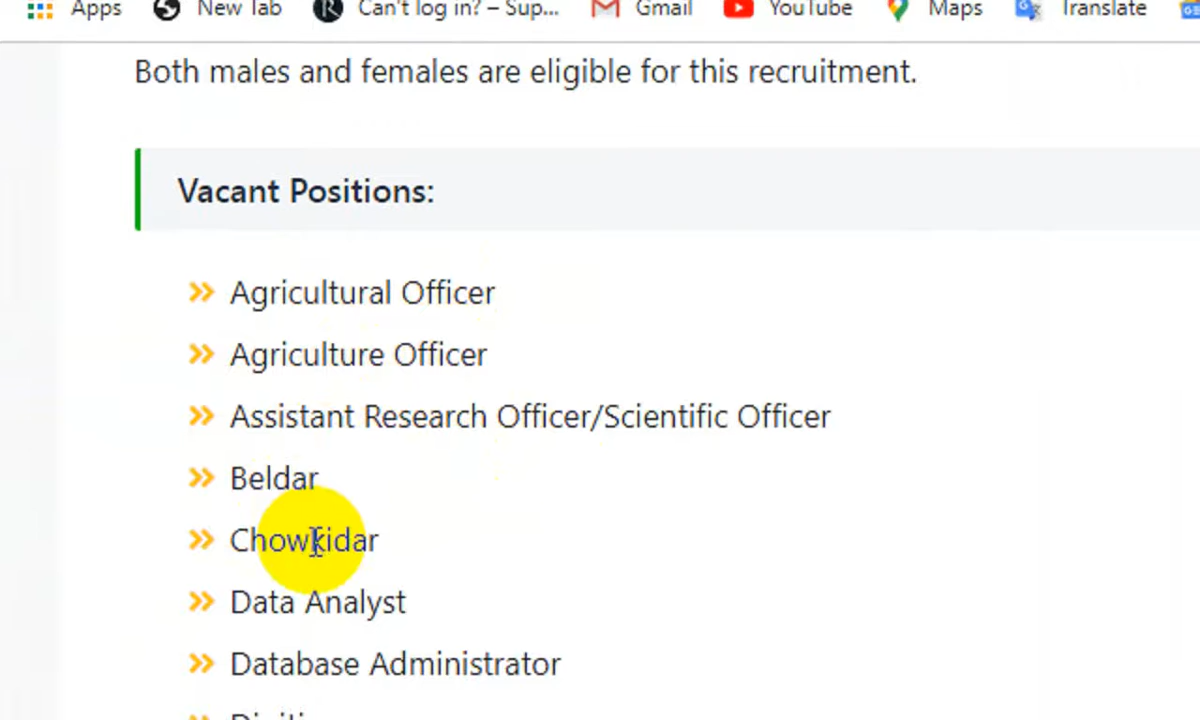 Apps New Tab Can't log in? – Sup... Gmail YouTube Maps Translate
Both males and females are eligible for this recruitment.
Vacant Positions:
Agricultural Officer
Agriculture Officer
Assistant Research Officer/Scientific Officer
Beldar
Chowkidar
Data Analyst
Database Administrator